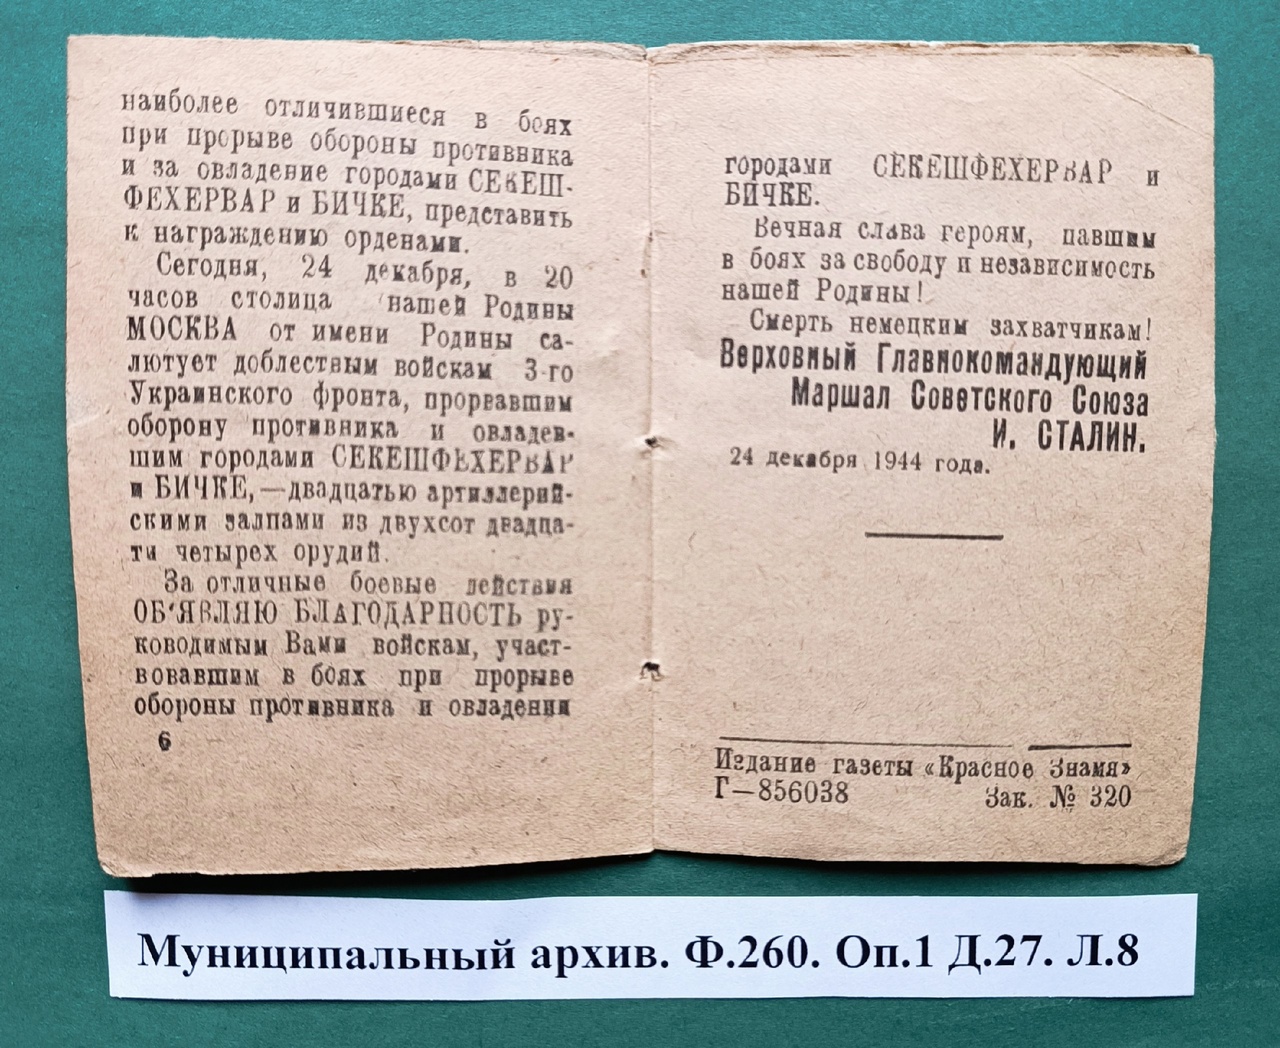 наиболее отличившиеся в боях
при прорыве обороны противника
и за овладение городами СЕКЕШ-
ФЕХЕРВАР и БИЧКЕ, представить
к награждению орденами.
Сегодня, 24 декабря, в 20
часов столица нашей Родины
МОСКВА от имени Родины са-
лютует доблестным войскам 3-го
Украинского фронта, прорвавшим
оборону противника и овладев-
шим городами СЕКЕШФЕХЕРВАР
и БИЧКЕ,—двадцатью артиллерий-
скими залпами из двухсот двадца-
ти четырех орудий.
За отличные боевые действия
ОБ'ЯВЛЯЮ БЛАГОДАРНОСТЬ ру-
ководимым Вами войскам, участ-
вовавшим в боях при прорыве
обороны противника и овладении
6
городами СЕКЕШФЕХЕРВАР и
БИЧКЕ.
Вечная слава героям, павшим
в боях за свободу и независимость
нашей Родины!
Смерть немецким захватчикам!
Верховный Главнокомандующий
Маршал Советского Союза
И. СТАЛИН.
24 декабря 1944 года.
Издание газеты «Красное Знамя»
Г—856038 Зак. № 320
Муниципальный архив. Ф.260. Оп.1 Д.27. Л.8